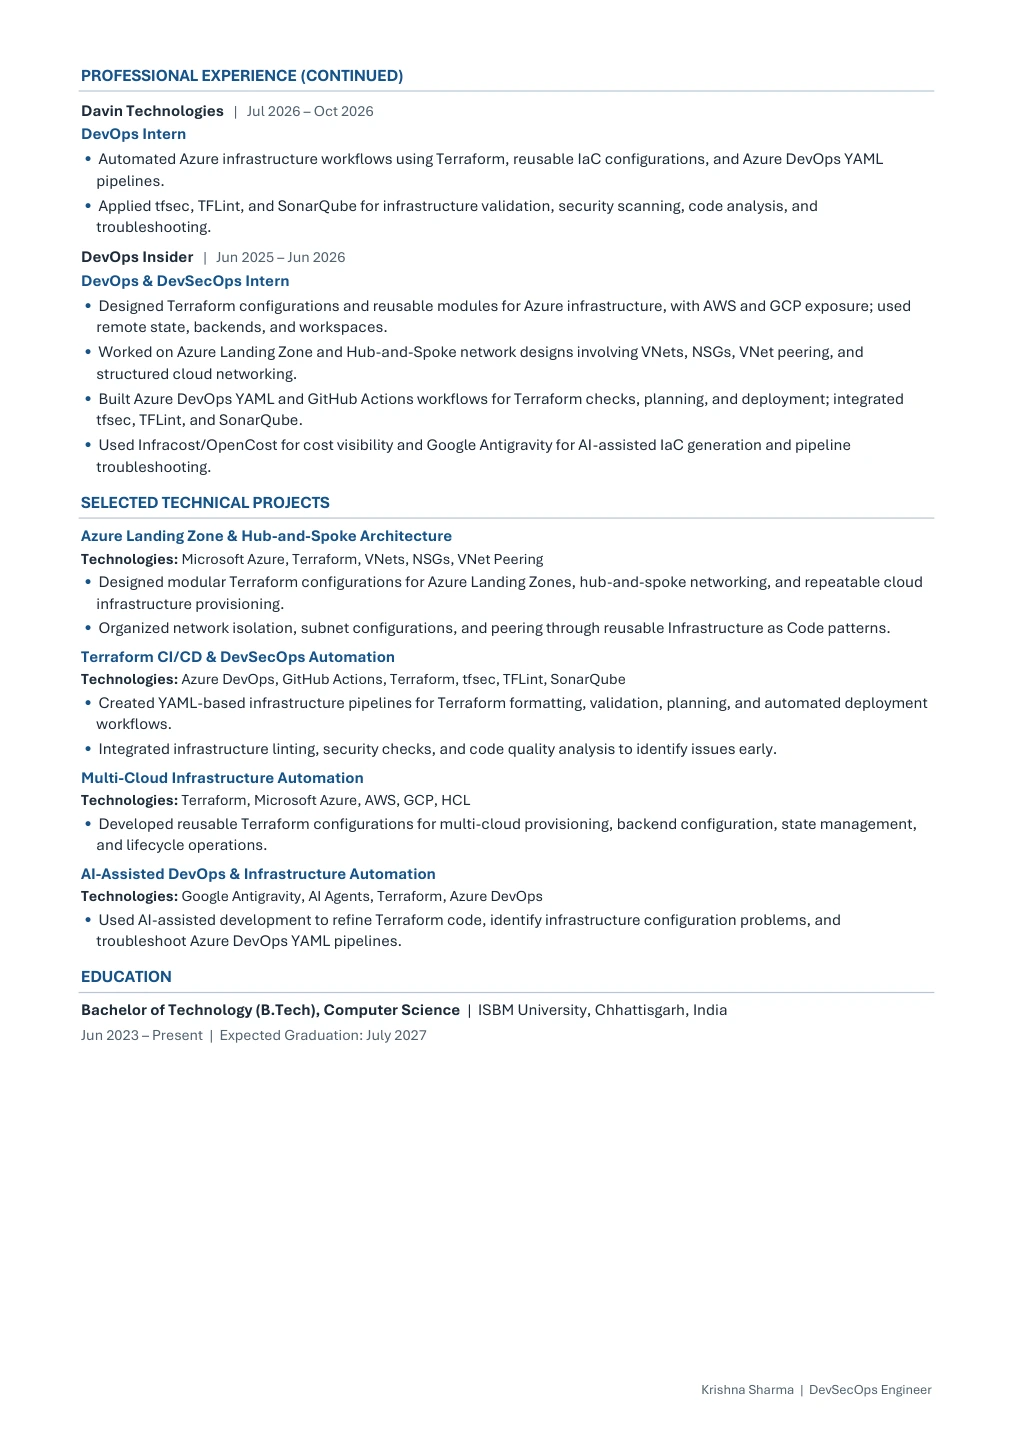 PROFESSIONAL EXPERIENCE (CONTINUED)
Davin Technologies | Jul 2026 – Oct 2026
DevOps Intern
• Automated Azure infrastructure workflows using Terraform, reusable IaC configurations, and Azure DevOps YAML
pipelines.
• Applied tfsec, TFLint, and SonarQube for infrastructure validation, security scanning, code analysis, and
troubleshooting.
DevOps Insider | Jun 2025 – Jun 2026
DevOps & DevSecOps Intern
• Designed Terraform configurations and reusable modules for Azure infrastructure, with AWS and GCP exposure; used
remote state, backends, and workspaces.
• Worked on Azure Landing Zone and Hub-and-Spoke network designs involving VNets, NSGs, VNet peering, and
structured cloud networking.
• Built Azure DevOps YAML and GitHub Actions workflows for Terraform checks, planning, and deployment; integrated
tfsec, TFLint, and SonarQube.
• Used Infracost/OpenCost for cost visibility and Google Antigravity for AI-assisted IaC generation and pipeline
troubleshooting.
SELECTED TECHNICAL PROJECTS
Azure Landing Zone & Hub-and-Spoke Architecture
Technologies: Microsoft Azure, Terraform, VNets, NSGs, VNet Peering
• Designed modular Terraform configurations for Azure Landing Zones, hub-and-spoke networking, and repeatable cloud
infrastructure provisioning.
• Organized network isolation, subnet configurations, and peering through reusable Infrastructure as Code patterns.
Terraform CI/CD & DevSecOps Automation
Technologies: Azure DevOps, GitHub Actions, Terraform, tfsec, TFLint, SonarQube
• Created YAML-based infrastructure pipelines for Terraform formatting, validation, planning, and automated deployment
workflows.
• Integrated infrastructure linting, security checks, and code quality analysis to identify issues early.
Multi-Cloud Infrastructure Automation
Technologies: Terraform, Microsoft Azure, AWS, GCP, HCL
• Developed reusable Terraform configurations for multi-cloud provisioning, backend configuration, state management,
and lifecycle operations.
AI-Assisted DevOps & Infrastructure Automation
Technologies: Google Antigravity, AI Agents, Terraform, Azure DevOps
• Used AI-assisted development to refine Terraform code, identify infrastructure configuration problems, and
troubleshoot Azure DevOps YAML pipelines.
EDUCATION
Bachelor of Technology (B.Tech), Computer Science | ISBM University, Chhattisgarh, India
Jun 2023 – Present | Expected Graduation: July 2027
Krishna Sharma | DevSecOps Engineer